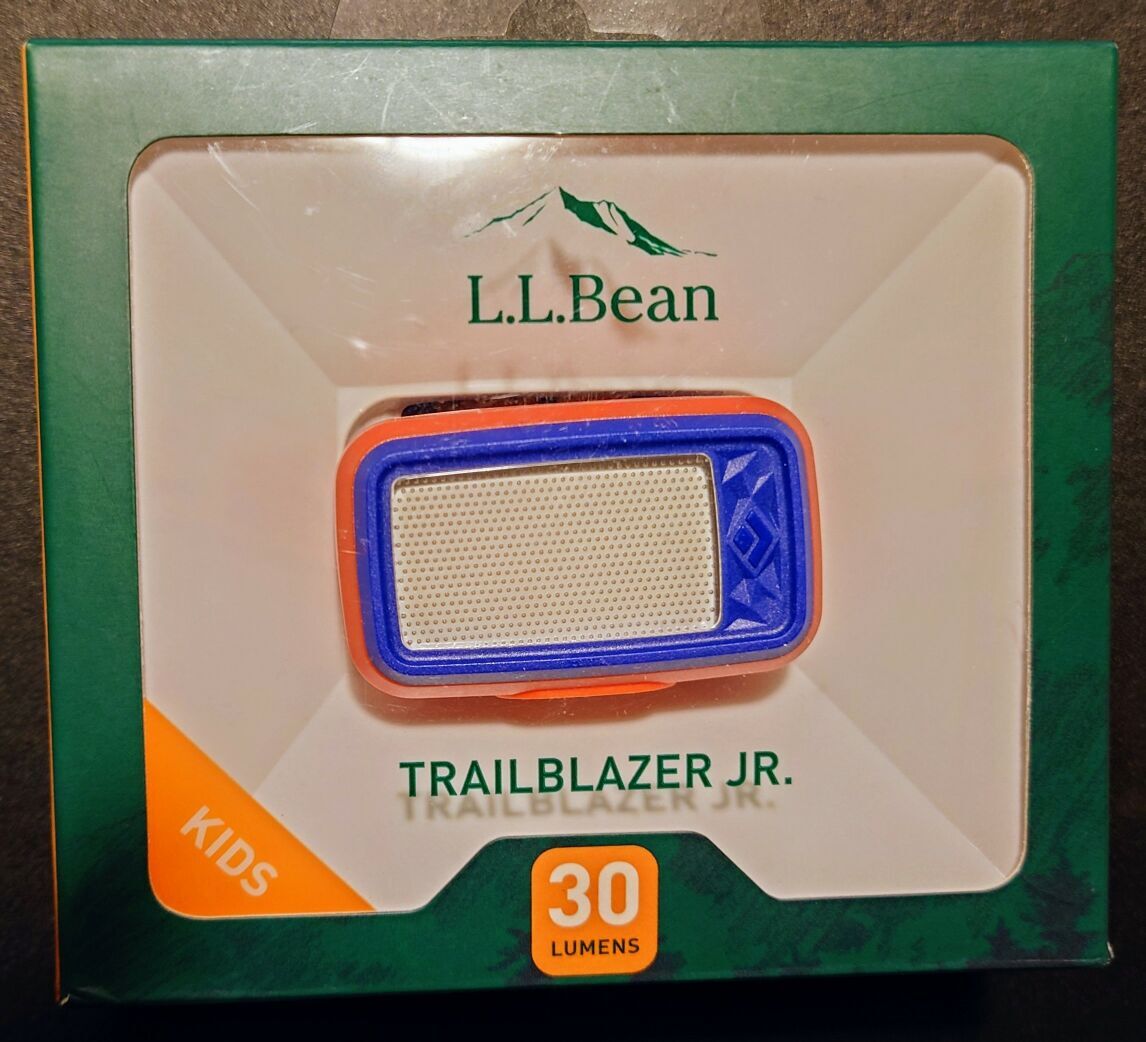 L.L.Bean
TRAILBLAZER JR.
KIDS
30
LUMENS